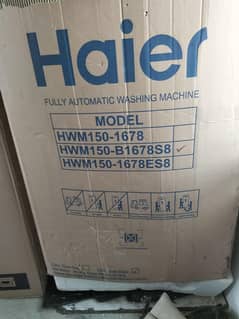 Haier
FULLY AUTOMATIC WASHING MACHINE
MODEL
HWM150-1678
HWM150-B1678S8 ✓
HWM150-1678ES8